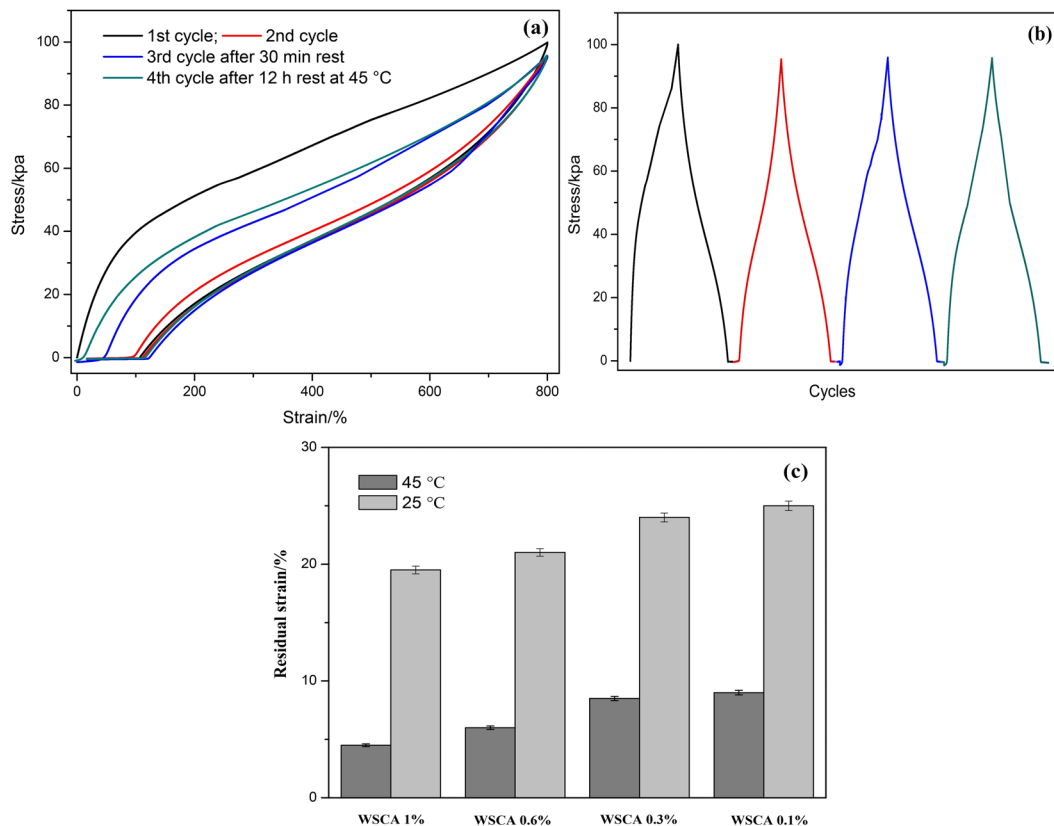 (a)
1st cycle; 2nd cycle
3rd cycle after 30 min rest
4th cycle after 12 h rest at 45 °C
100
80
60
40
20
0
Stress/kpa
0 200 400 600 800
Strain/%
(b)
100
80
60
40
20
0
Stress/kpa
Cycles
(c)
45 °C
25 °C
30
20
10
0
Residual strain/%
WSCA 1% WSCA 0.6% WSCA 0.3% WSCA 0.1%